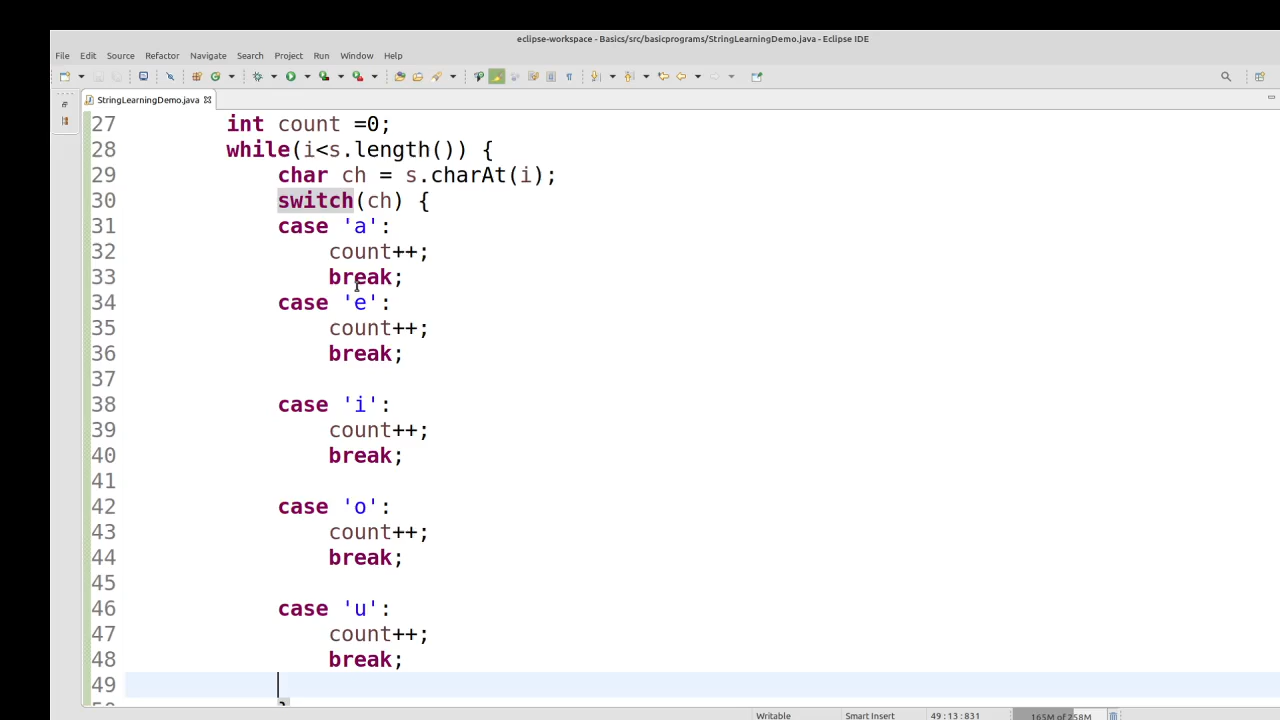 eclipse-workspace - Basics/src/basicprograms/StringLearningDemo.java - Eclipse IDE
File Edit Source Refactor Navigate Search Project Run Window Help
StringLearningDemo.java
27 int count =0;
28 while(i<s.length()) {
29 char ch = s.charAt(i);
30 switch(ch) {
31 case 'a':
32 count++;
33 break;
34 case 'e':
35 count++;
36 break;
37
38 case 'i':
39 count++;
40 break;
41
42 case 'o':
43 count++;
44 break;
45
46 case 'u':
47 count++;
48 break;
49
Writable Smart Insert 49 : 13 : 831 165M of 258M